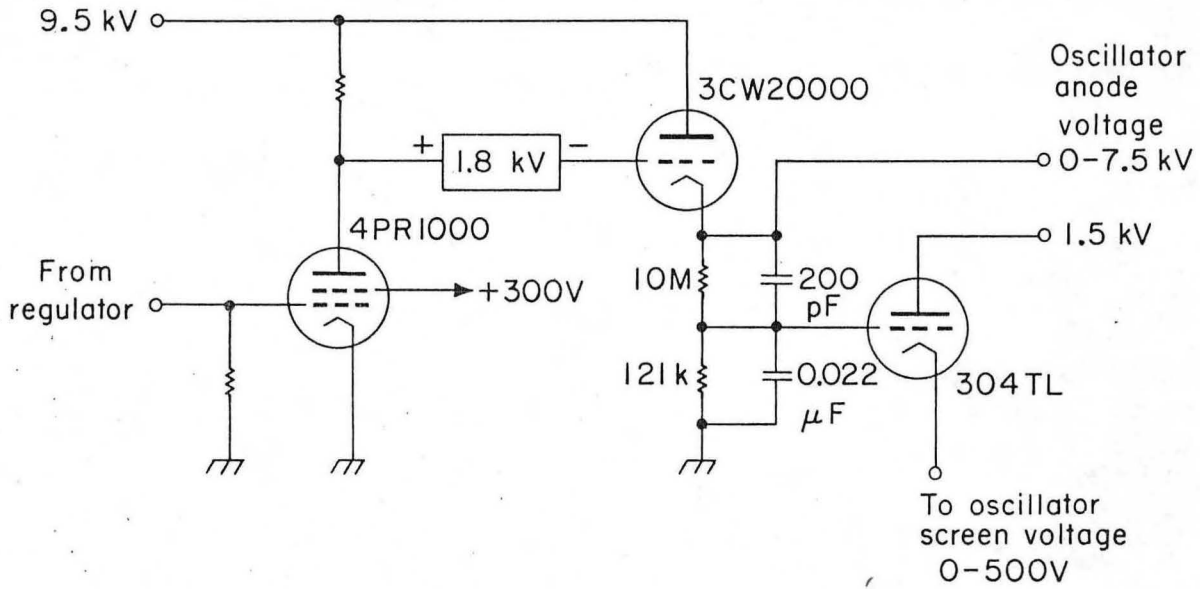 9.5 kV
3CW20000
Oscillator
anode
voltage
0-7.5 kV
+ 1.8 kV -
4PR1000
1.5 kV
From
regulator
+300V
10M
200
pF
121k
0.022
μF
304TL
To oscillator
screen voltage
0-500V